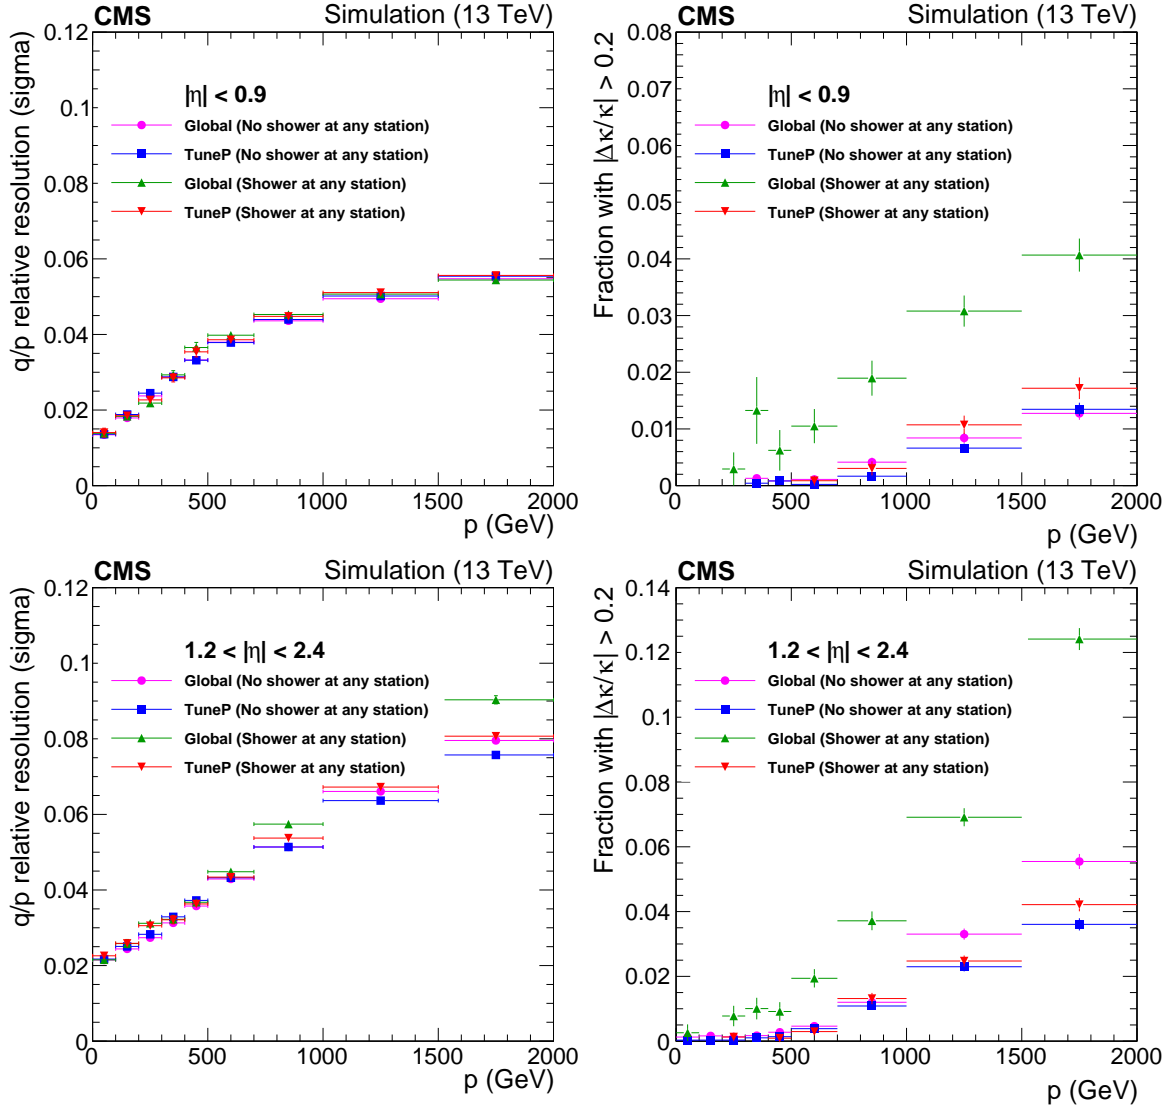 CMS Simulation (13 TeV)
q/p relative resolution (sigma)
0.12
0.1
0.08
0.06
0.04
0.02
0
|η| < 0.9
Global (No shower at any station)
TuneP (No shower at any station)
Global (Shower at any station)
TuneP (Shower at any station)
0 500 1000 1500 2000
p (GeV)
CMS Simulation (13 TeV)
Fraction with |Δκ/κ| > 0.2
0.08
0.07
0.06
0.05
0.04
0.03
0.02
0.01
0
|η| < 0.9
Global (No shower at any station)
TuneP (No shower at any station)
Global (Shower at any station)
TuneP (Shower at any station)
0 500 1000 1500 2000
p (GeV)
CMS Simulation (13 TeV)
q/p relative resolution (sigma)
0.12
0.1
0.08
0.06
0.04
0.02
0
1.2 < |η| < 2.4
Global (No shower at any station)
TuneP (No shower at any station)
Global (Shower at any station)
TuneP (Shower at any station)
0 500 1000 1500 2000
p (GeV)
CMS Simulation (13 TeV)
Fraction with |Δκ/κ| > 0.2
0.14
0.12
0.1
0.08
0.06
0.04
0.02
0
1.2 < |η| < 2.4
Global (No shower at any station)
TuneP (No shower at any station)
Global (Shower at any station)
TuneP (Shower at any station)
0 500 1000 1500 2000
p (GeV)